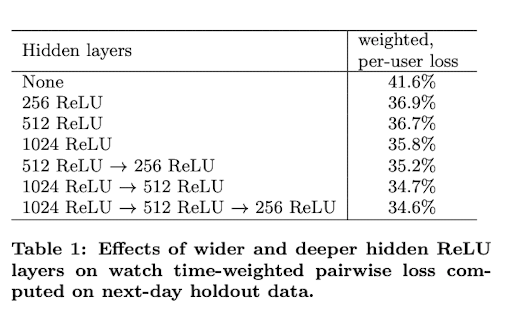 Hidden layers
weighted,
per-user loss
None 41.6%
256 ReLU 36.9%
512 ReLU 36.7%
1024 ReLU 35.8%
512 ReLU → 256 ReLU 35.2%
1024 ReLU → 512 ReLU 34.7%
1024 ReLU → 512 ReLU → 256 ReLU 34.6%
Table 1: Effects of wider and deeper hidden ReLU
layers on watch time-weighted pairwise loss com-
puted on next-day holdout data.